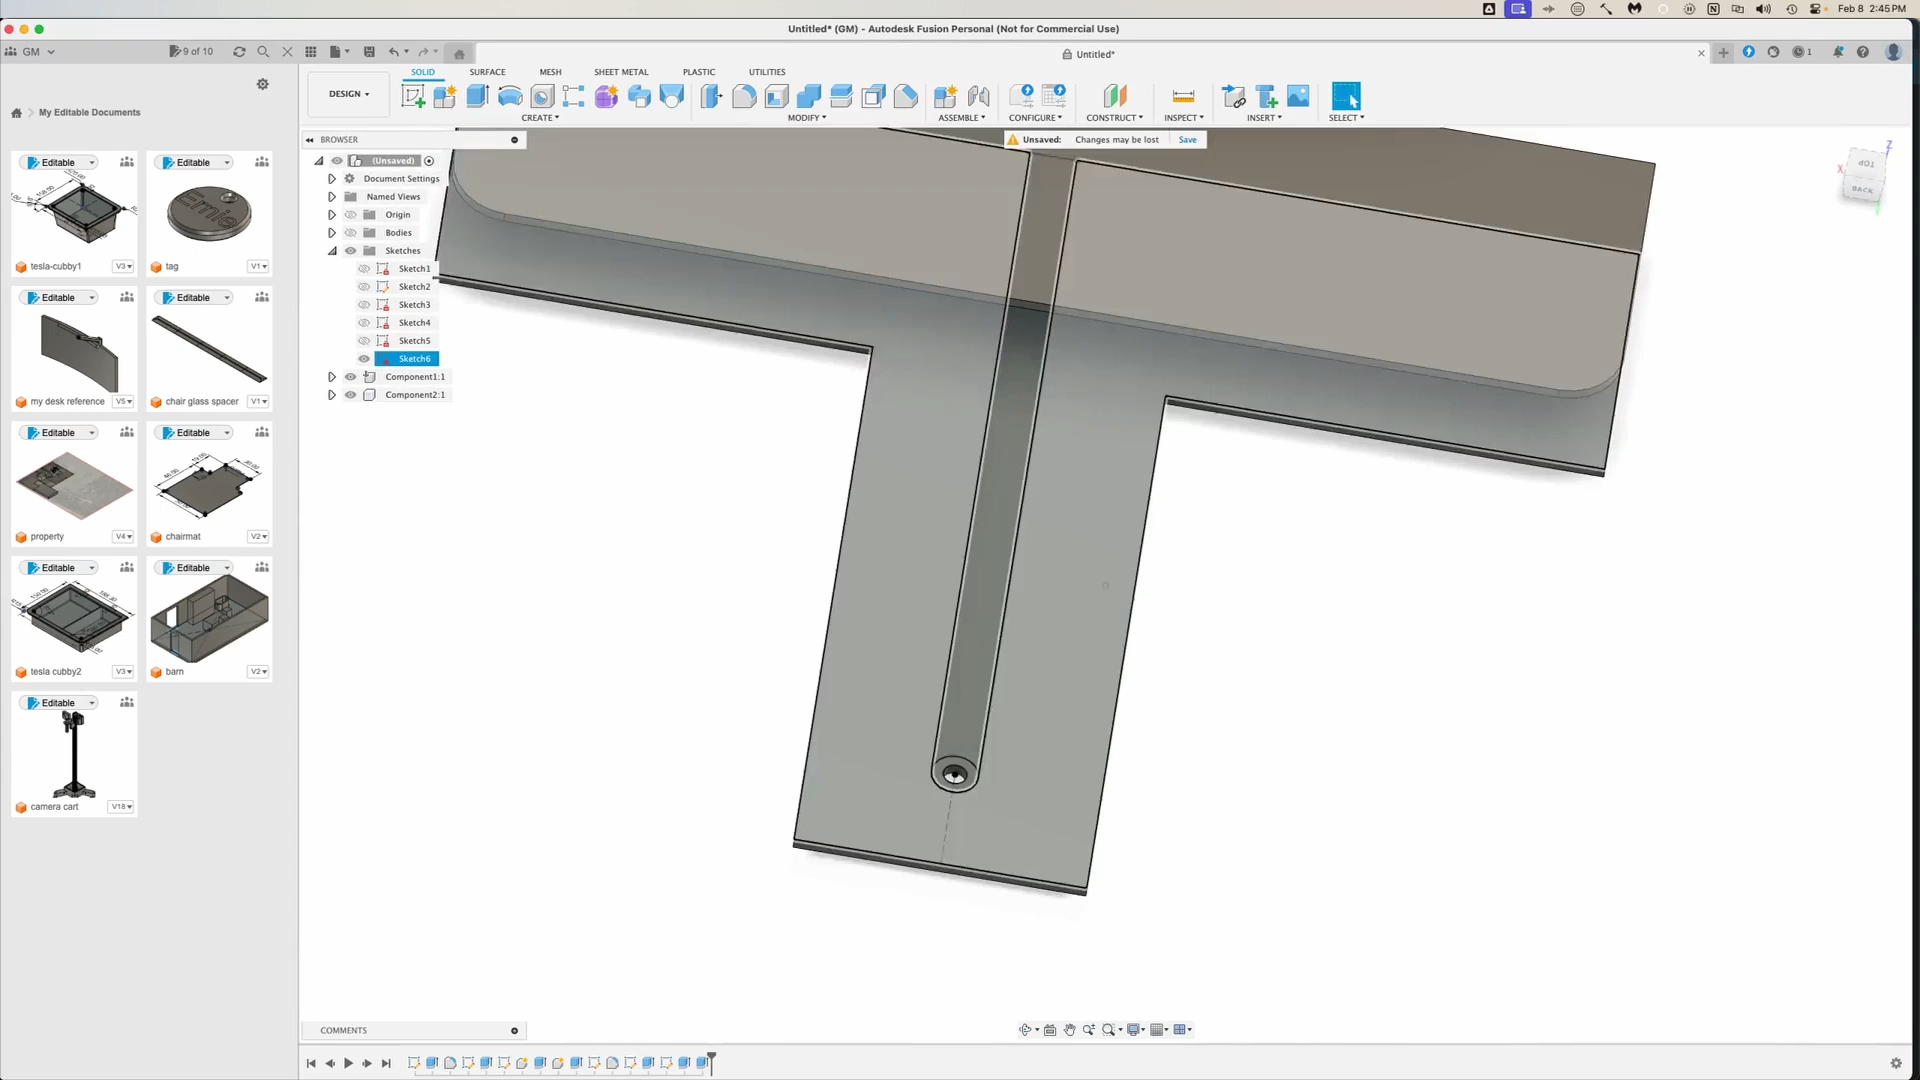 Feb 8 2:45 PM
Untitled* (GM) - Autodesk Fusion Personal (Not for Commercial Use)
GM
9 of 10
Untitled*
1
DESIGN
SOLID
SURFACE
MESH
SHEET METAL
PLASTIC
UTILITIES
CREATE
MODIFY
ASSEMBLE
CONFIGURE
CONSTRUCT
INSPECT
INSERT
SELECT
My Editable Documents
BROWSER
Unsaved: Changes may be lost Save
(Unsaved)
Document Settings
Named Views
Origin
Bodies
Sketches
Sketch1
Sketch2
Sketch3
Sketch4
Sketch5
Sketch6
Component1:1
Component2:1
Editable
tesla-cubby1 V3
Editable
Ernie
tag V1
Editable
my desk reference V5
Editable
chair glass spacer V1
Editable
property V4
Editable
chairmat V2
Editable
tesla cubby2 V3
Editable
barn V2
Editable
camera cart V18
Z
X
TOP
BACK
COMMENTS